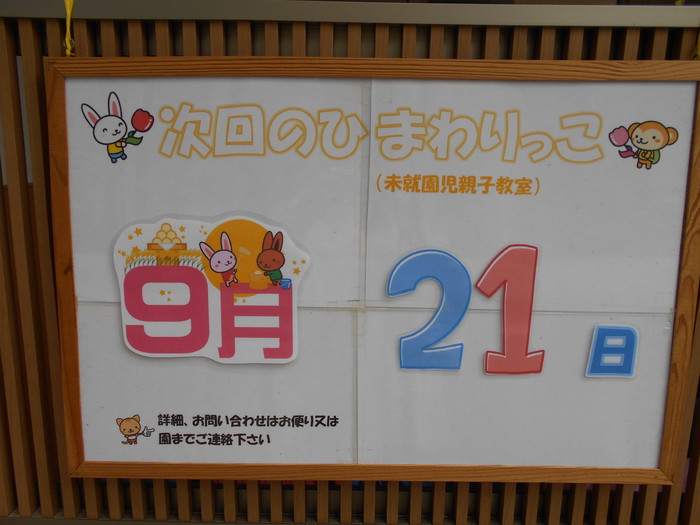 次回のひまわりっこ
(未就園児親子教室)
9月 21日
詳細、お問い合わせはお便り又は
園までご連絡下さい